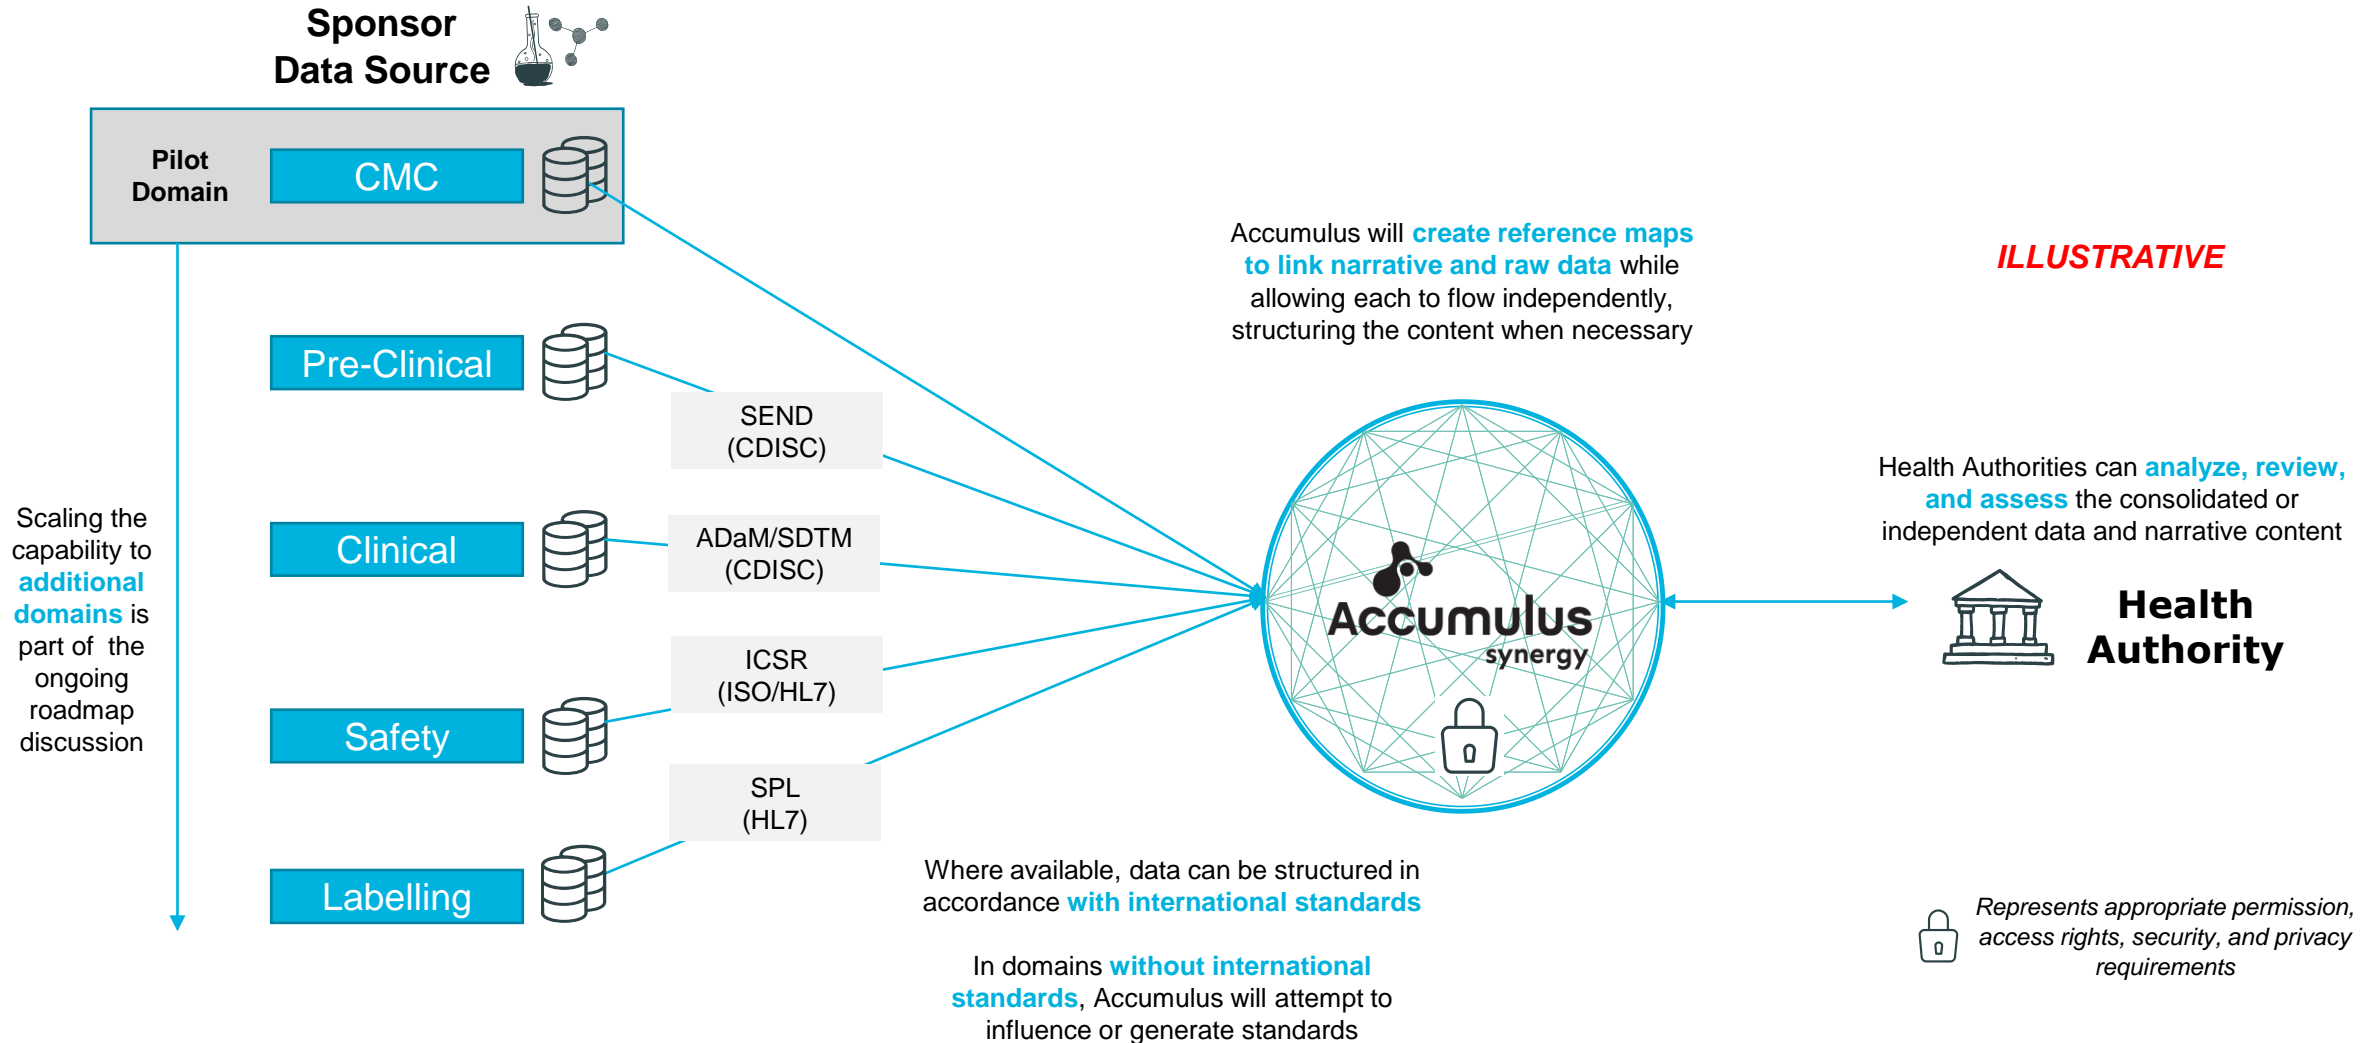 Sponsor
Data Source
Pilot
Domain
CMC
Pre-Clinical
Clinical
Safety
Labelling
Scaling the
capability to
additional
domains is
part of the
ongoing
roadmap
discussion
SEND
(CDISC)
ADaM/SDTM
(CDISC)
ICSR
(ISO/HL7)
SPL
(HL7)
Accumulus will create reference maps
to link narrative and raw data while
allowing each to flow independently,
structuring the content when necessary
Accumulus
synergy
Where available, data can be structured in
accordance with international standards
In domains without international
standards, Accumulus will attempt to
influence or generate standards
ILLUSTRATIVE
Health Authorities can analyze, review,
and assess the consolidated or
independent data and narrative content
Health
Authority
Represents appropriate permission,
access rights, security, and privacy
requirements